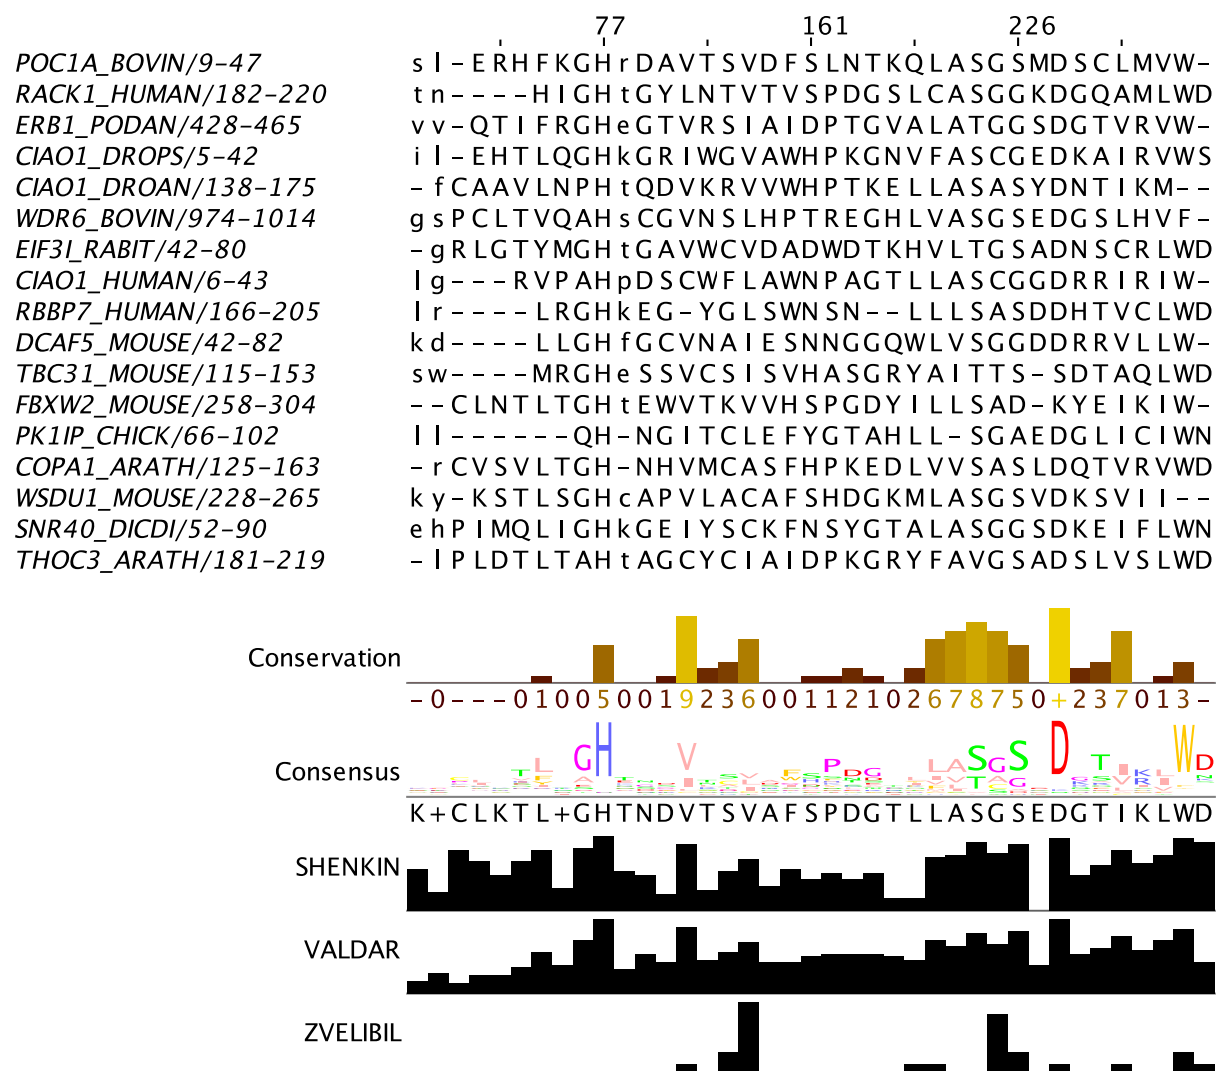 77 161 226
POC1A_BOVIN/9-47 sl-ERHFKGHrDAVTSVDFSLNTKQLASGSMDSCLMVW-
RACK1_HUMAN/182-220 tn----HIGHtGYLNTVTVSPDGSLCASGGKDGQAMLWD
ERB1_PODAN/428-465 vv-QTIFRGHeGTVRSIAIDPTGVALATGGSDGTVRVW-
CIAO1_DROPS/5-42 il-EHTLQGHkGRIWGVAWHPKGNVFASCGEDKAIRVWS
CIAO1_DROAN/138-175 -fCAAVLNPHtQDVKRVVWHPTKELLASASYDNTIKM--
WDR6_BOVIN/974-1014 gsPCLTVQAHsCGVNSLHPTREGHLVASGSEDGSLHVF-
EIF3I_RABIT/42-80 -gRLGTYMGHtGAVWCVDADWDTKHVLTGSADNSCRLWD
CIAO1_HUMAN/6-43 lg---RVPAHpDSCWFLAWNPAGTLLASCGGDRRIRIW-
RBBP7_HUMAN/166-205 lr----LRGHkEG-YGLSWNSN--LLLSASDDHTVCLWD
DCAF5_MOUSE/42-82 kd----LLGHfGCVNAIESNNGGQWLVSGGDDRRVLLW-
TBC31_MOUSE/115-153 sw----MRGHeSSVCSISVHASGRYAITTS-SDTAQLWD
FBXW2_MOUSE/258-304 --CLNTLTGHtEWVTKVVHSPGDYILLSAD-KYEIKIW-
PK1IP_CHICK/66-102 ll------QH-NGITCLEFYGTAHLL-SGAEDGLICIWN
COPA1_ARATH/125-163 -rCVSVLTGH-NHVMCASFHPKEDLVVSASLDQTVRVWD
WSDU1_MOUSE/228-265 ky-KSTLSGHcAPVLACAFSHDGKMLASGSVDKSVII--
SNR40_DICDI/52-90 ehPIMQLIGHkGEIYSCKFNSYGTALASGGSDKEIFLWN
THOC3_ARATH/181-219 -lPLDTLTAHtAGCYCIAIDPKGRYFAVGSADSLVSLWD
Conservation
-0---01005001923600112102678750+237013-
Consensus
K+CLKTL+GHTNDVTSVAFSPDGTLLASGSEDGTIKLWD
SHENKIN
VALDAR
ZVELIBIL